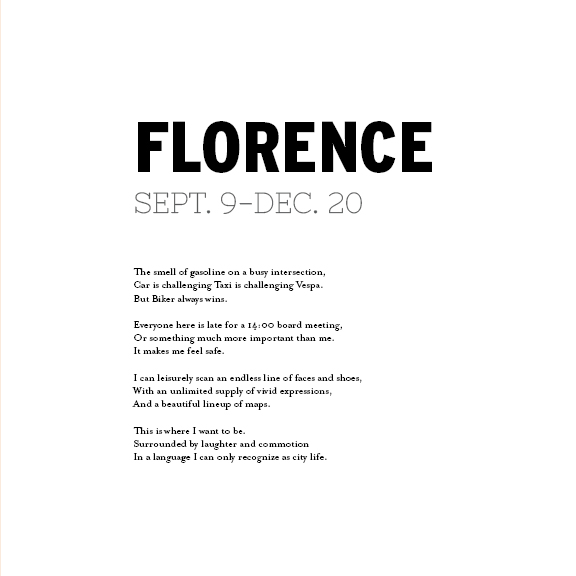 FLORENCE
SEPT. 9–DEC. 20
The smell of gasoline on a busy intersection,
Car is challenging Taxi is challenging Vespa.
But Biker always wins.
Everyone here is late for a 14:00 board meeting,
Or something much more important than me.
It makes me feel safe.
I can leisurely scan an endless line of faces and shoes,
With an unlimited supply of vivid expressions,
And a beautiful lineup of maps.
This is where I want to be.
Surrounded by laughter and commotion
In a language I can only recognize as city life.